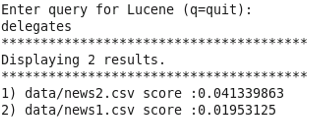 Enter query for Lucene (q=quit):
delegates
***************************************
Displaying 2 results.
***************************************
1) data/news2.csv score :0.041339863
2) data/news1.csv score :0.01953125